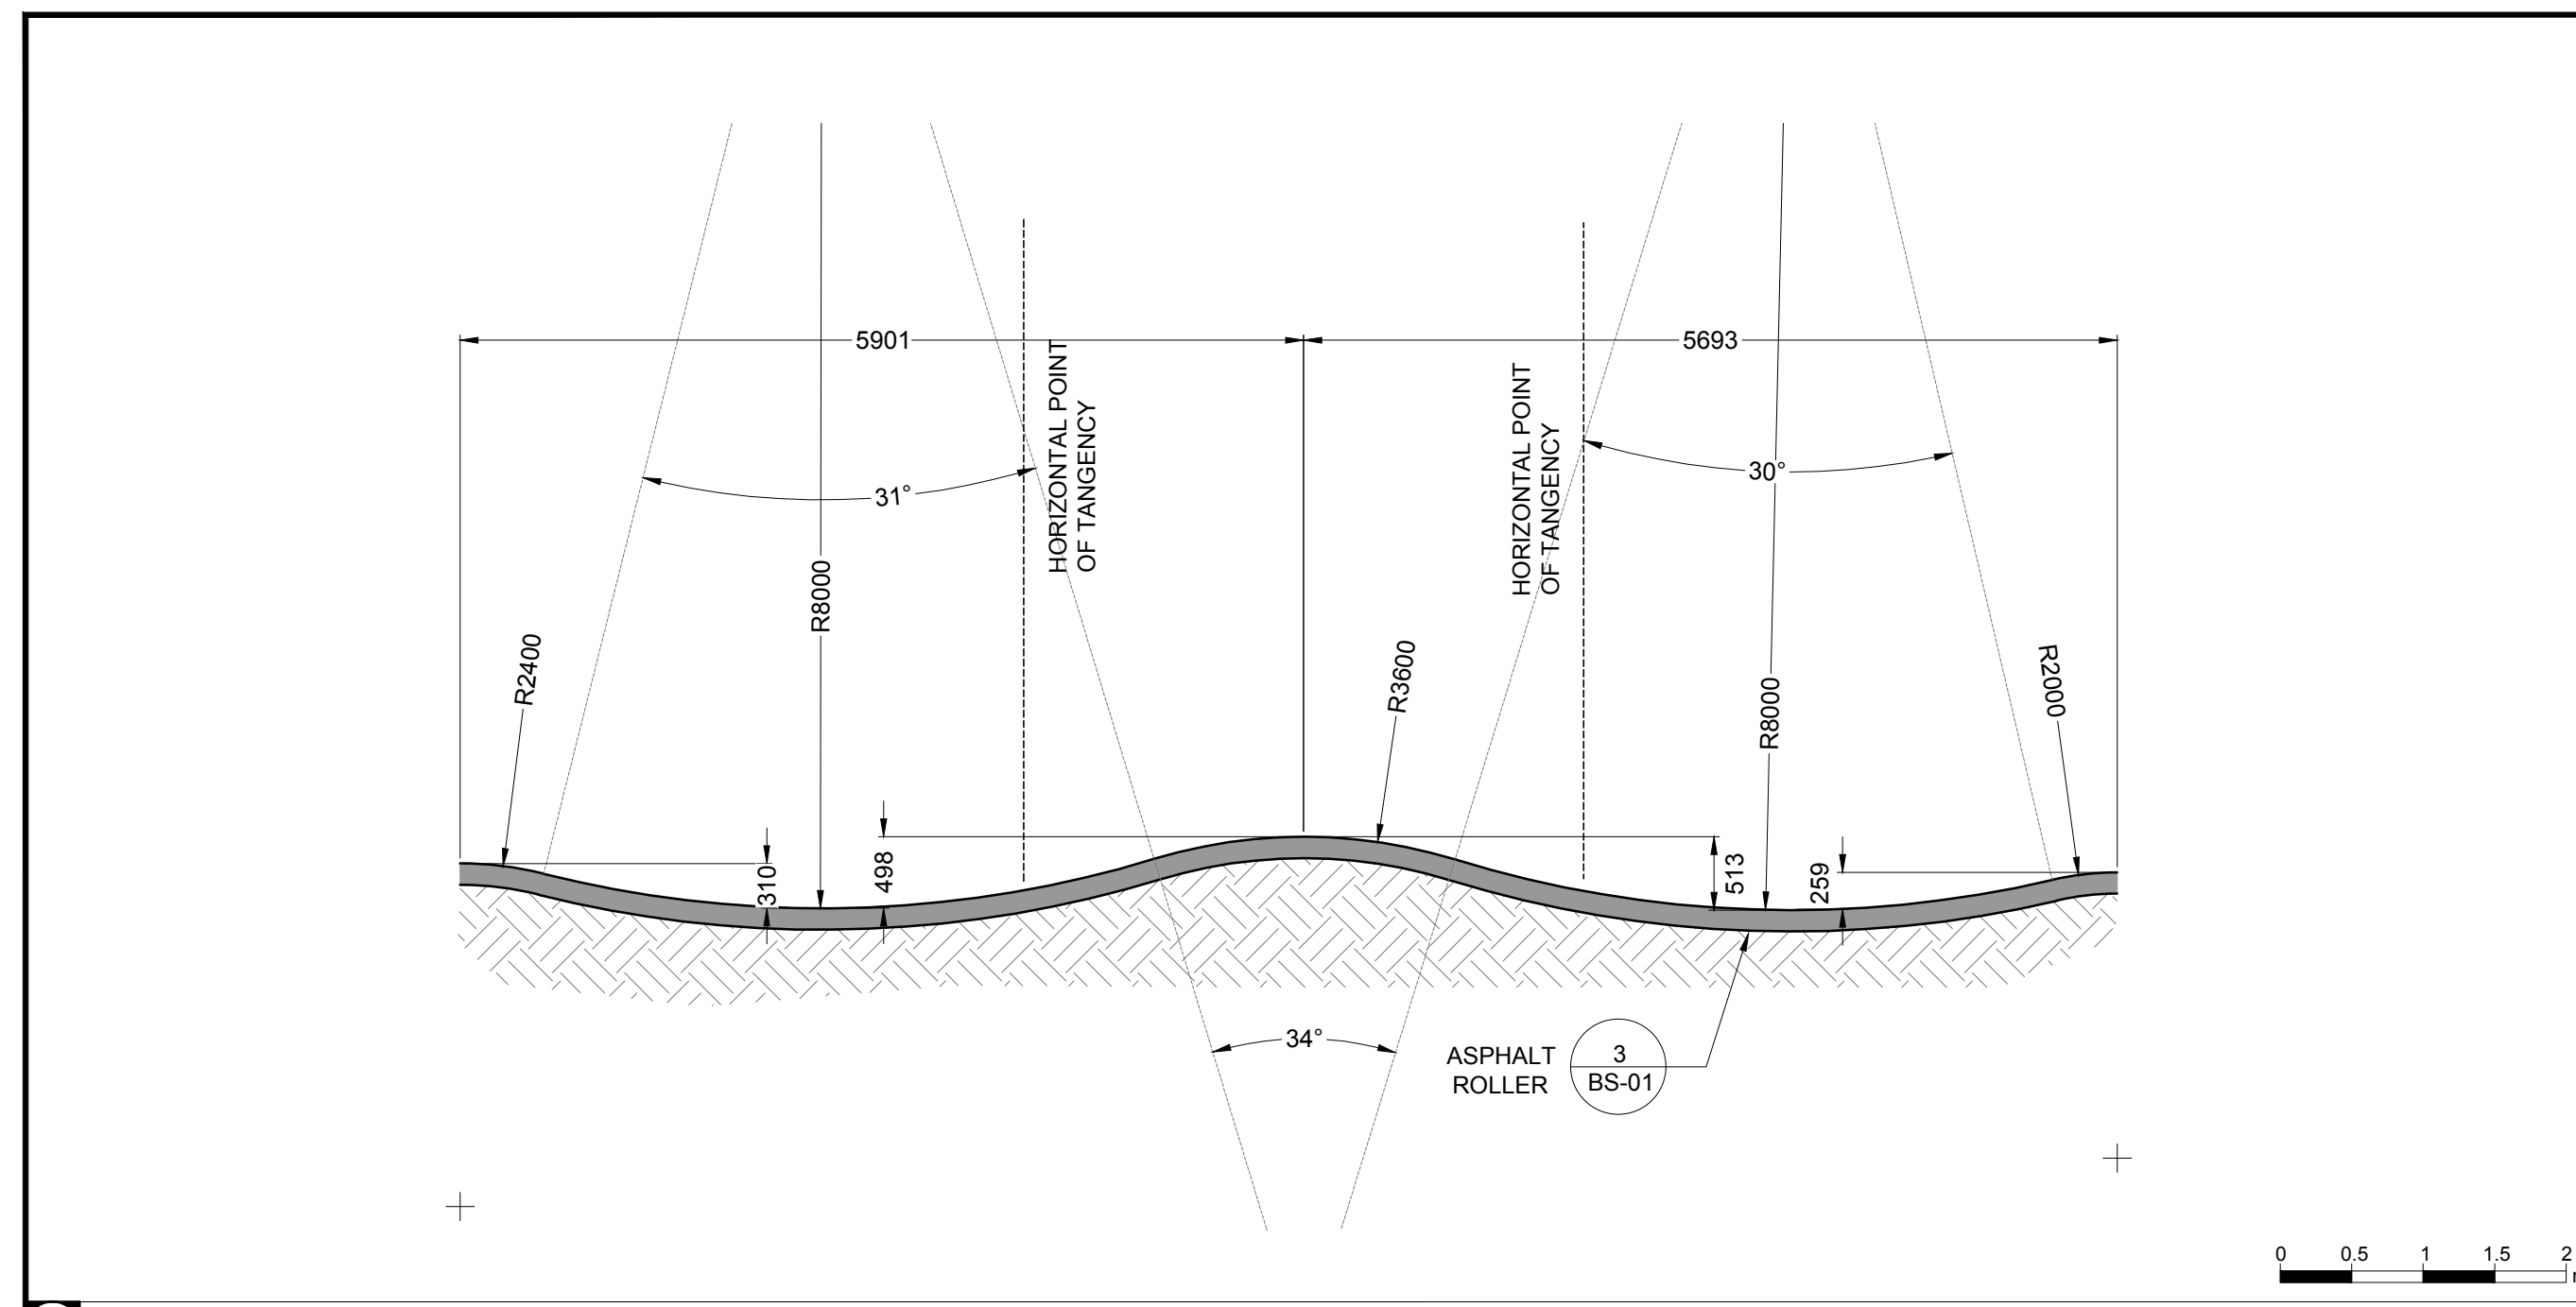 5901
5693
HORIZONTAL POINT
OF TANGENCY
HORIZONTAL POINT
OF TANGENCY
31°
30°
R8000
R2400
R3600
R8000
R2000
310
498
513
259
34°
ASPHALT
ROLLER
3
BS-01
0 0.5 1 1.5 2